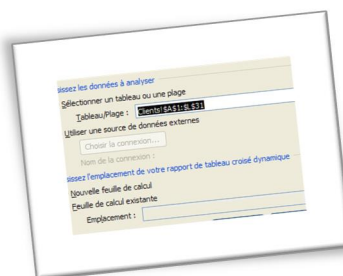 sissez les données à analyser
Sélectionner un tableau ou une plage
Tableau/Plage : Clients!$A$1:$L$31
Utiliser une source de données externes
Choisir la connexion...
Nom de la connexion :
sissez l'emplacement de votre rapport de tableau croisé dynamique
Nouvelle feuille de calcul
Feuille de calcul existante
Emplacement :